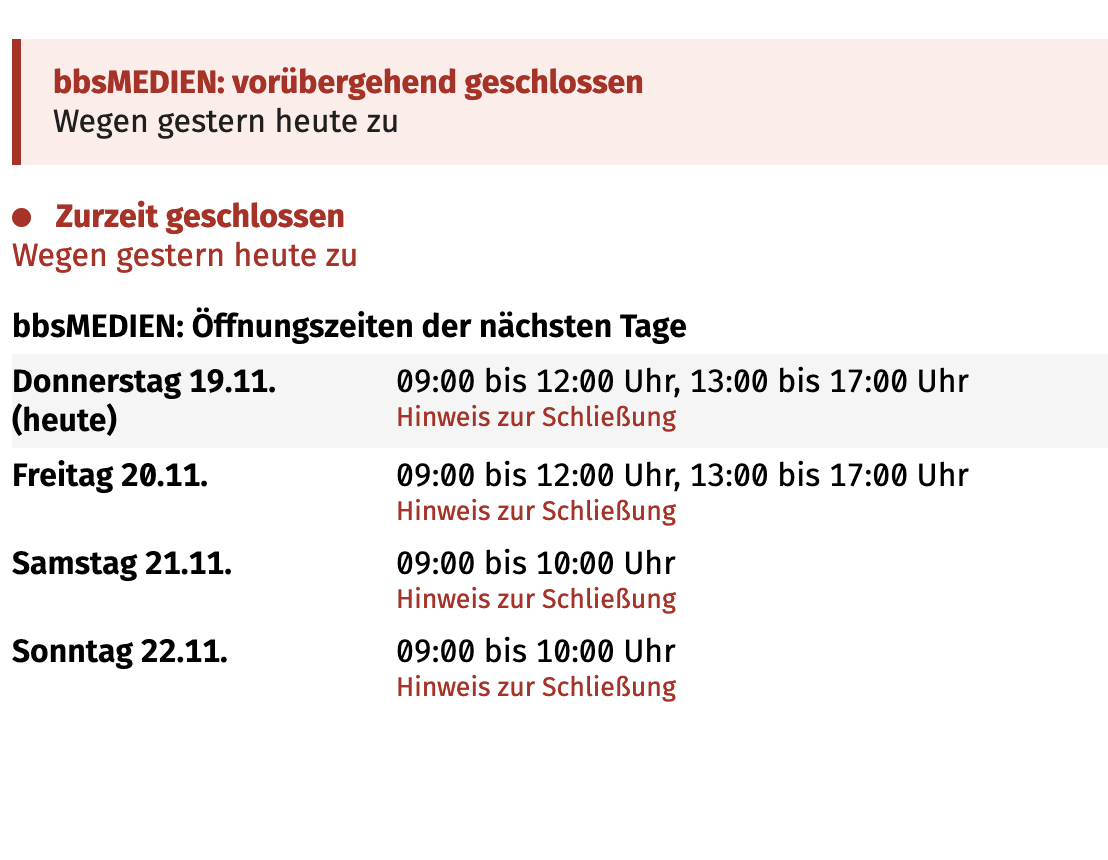 bbsMEDIEN: vorübergehend geschlossen
Wegen gestern heute zu
Zurzeit geschlossen
Wegen gestern heute zu
bbsMEDIEN: Öffnungszeiten der nächsten Tage
Donnerstag 19.11. 09:00 bis 12:00 Uhr, 13:00 bis 17:00 Uhr
(heute) Hinweis zur Schließung
Freitag 20.11. 09:00 bis 12:00 Uhr, 13:00 bis 17:00 Uhr
Hinweis zur Schließung
Samstag 21.11. 09:00 bis 10:00 Uhr
Hinweis zur Schließung
Sonntag 22.11. 09:00 bis 10:00 Uhr
Hinweis zur Schließung